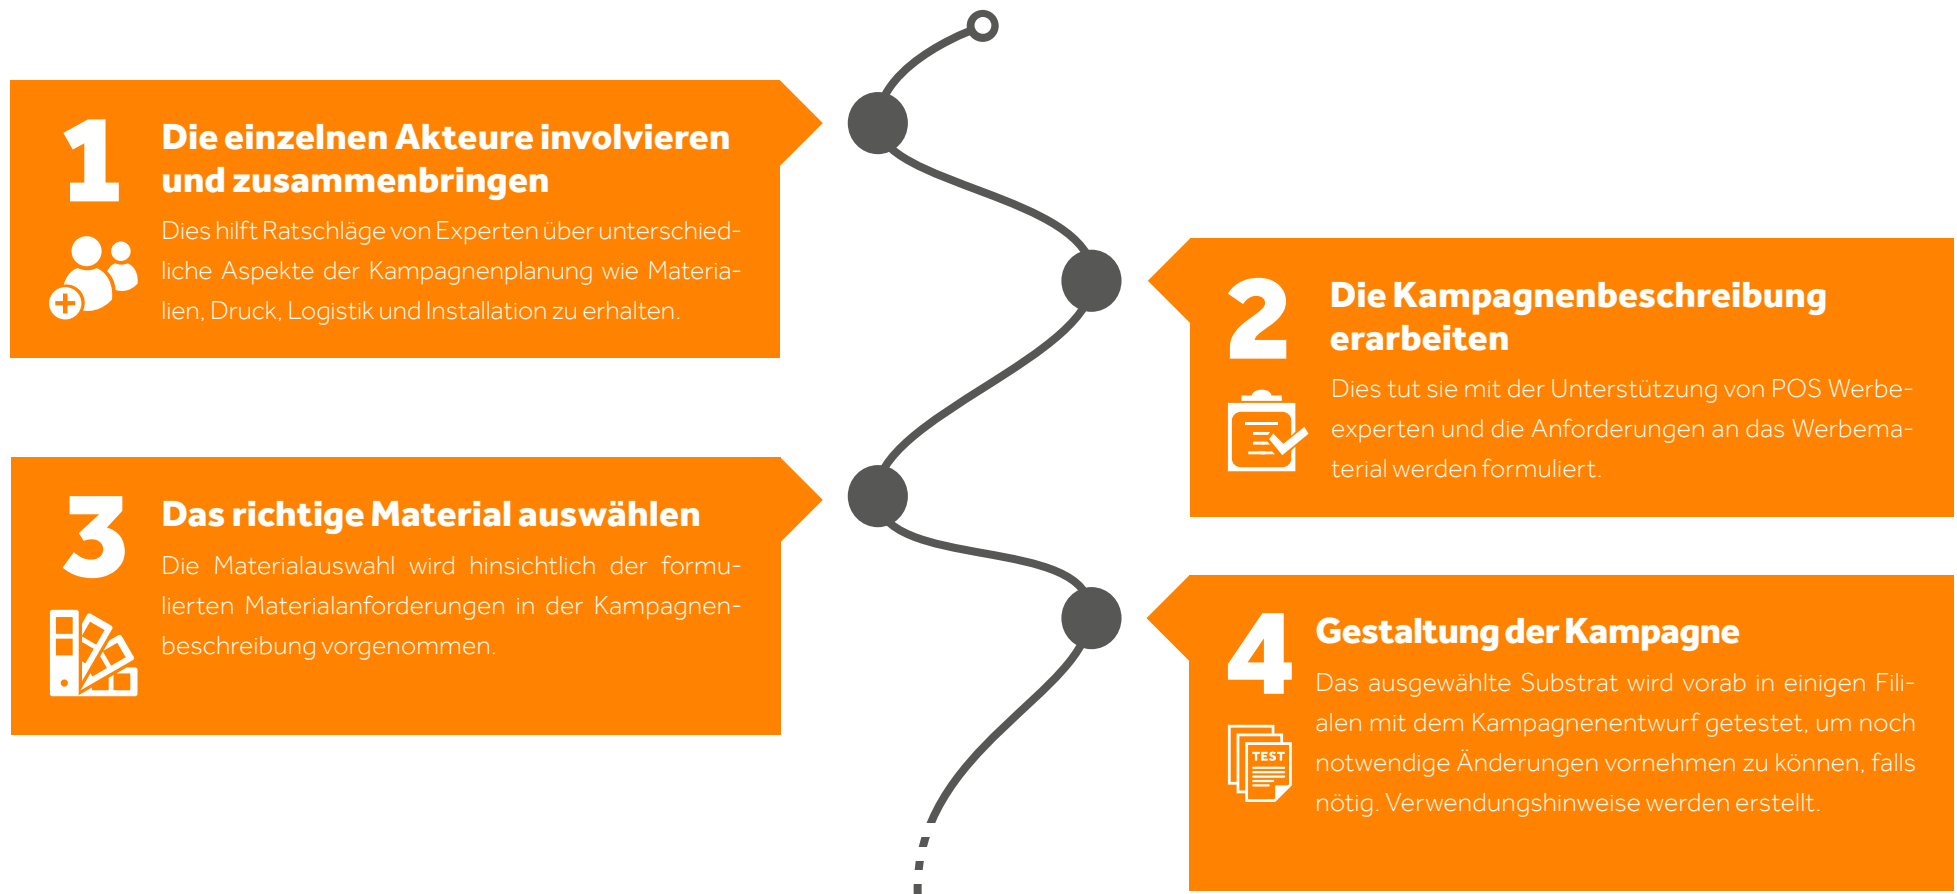 1
Die einzelnen Akteure involvieren
und zusammenbringen
Dies hilft Ratschläge von Experten über unterschied-
liche Aspekte der Kampagnenplanung wie Materia-
lien, Druck, Logistik und Installation zu erhalten.
2
Die Kampagnenbeschreibung
erarbeiten
Dies tut sie mit der Unterstützung von POS Werbe-
experten und die Anforderungen an das Werbema-
terial werden formuliert.
3
Das richtige Material auswählen
Die Materialauswahl wird hinsichtlich der formu-
lierten Materialanforderungen in der Kampagnen-
beschreibung vorgenommen.
4
Gestaltung der Kampagne
Das ausgewählte Substrat wird vorab in einigen Fili-
alen mit dem Kampagnenentwurf getestet, um noch
notwendige Änderungen vornehmen zu können, falls
nötig. Verwendungshinweise werden erstellt.
TEST